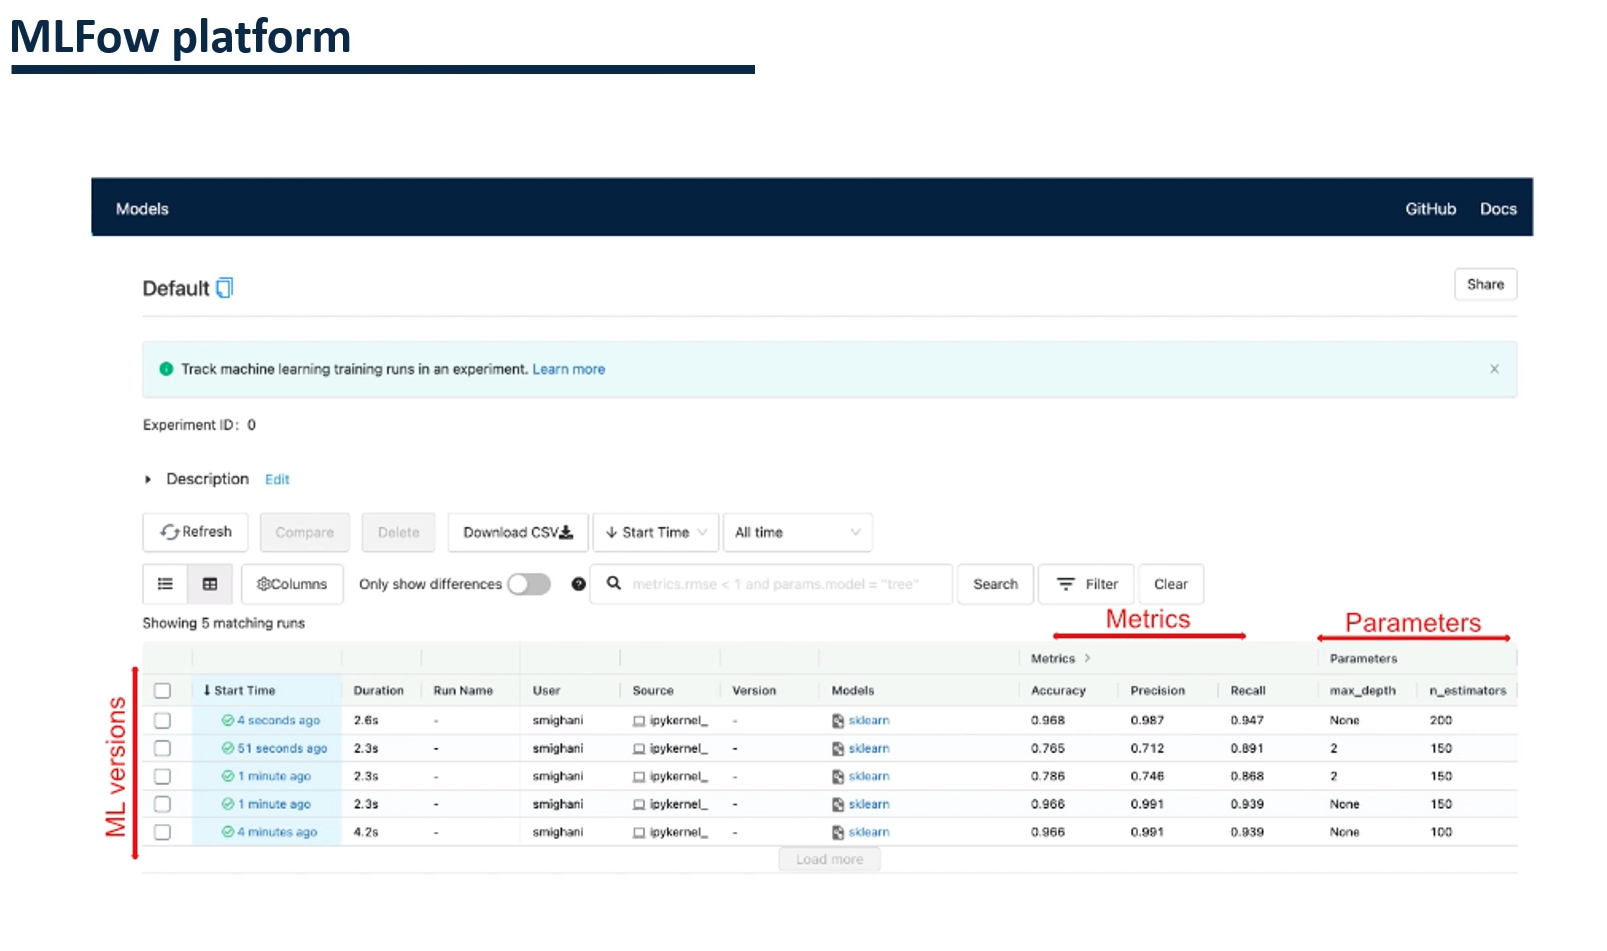 MLFow platform
Models GitHub Docs
Default Share
Track machine learning training runs in an experiment. Learn more
Experiment ID: 0
Description Edit
Refresh Compare Delete Download CSV Start Time All time
Columns Only show differences metrics.rmse < 1 and params.model = "tree" Search Filter Clear
Showing 5 matching runs
Metrics Parameters
ML versions
Metrics Parameters
Start Time Duration Run Name User Source Version Models Accuracy Precision Recall max_depth n_estimators
4 seconds ago 2.6s - smighani ipykernel_ - sklearn 0.968 0.987 0.947 None 200
51 seconds ago 2.3s - smighani ipykernel_ - sklearn 0.765 0.712 0.891 2 150
1 minute ago 2.3s - smighani ipykernel_ - sklearn 0.786 0.746 0.868 2 150
1 minute ago 2.3s - smighani ipykernel_ - sklearn 0.966 0.991 0.939 None 150
4 minutes ago 4.2s - smighani ipykernel_ - sklearn 0.966 0.991 0.939 None 100
Load more